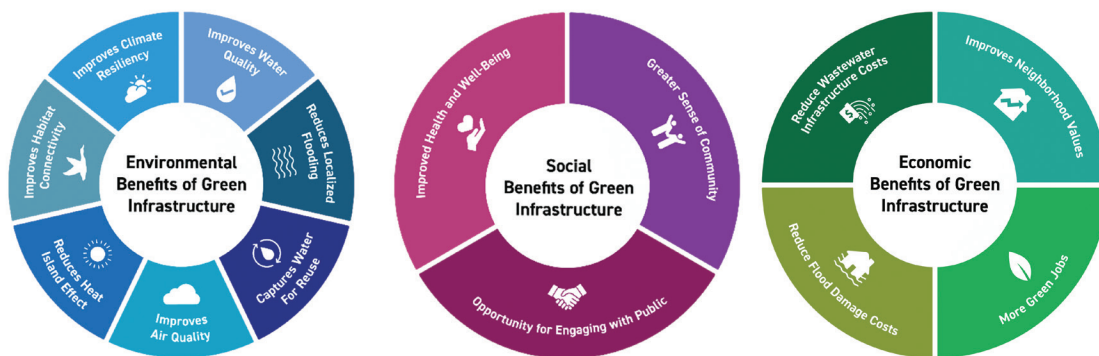 Environmental
Benefits of Green
Infrastructure
Improves Climate
Resiliency
Improves Water
Quality
Reduces Localized
Flooding
Captures Water
For Reuse
Improves
Air Quality
Reduces Heat
Island Effect
Improves Habitat
Connectivity
Social
Benefits of Green
Infrastructure
Improved Health and Well-Being
Greater Sense of
Community
Opportunity for Engaging with Public
Economic
Benefits of Green
Infrastructure
Reduce Wastewater
Infrastructure Costs
$
Improves Neighborhood
Values
More Green Jobs
Reduce Flood Damage Costs